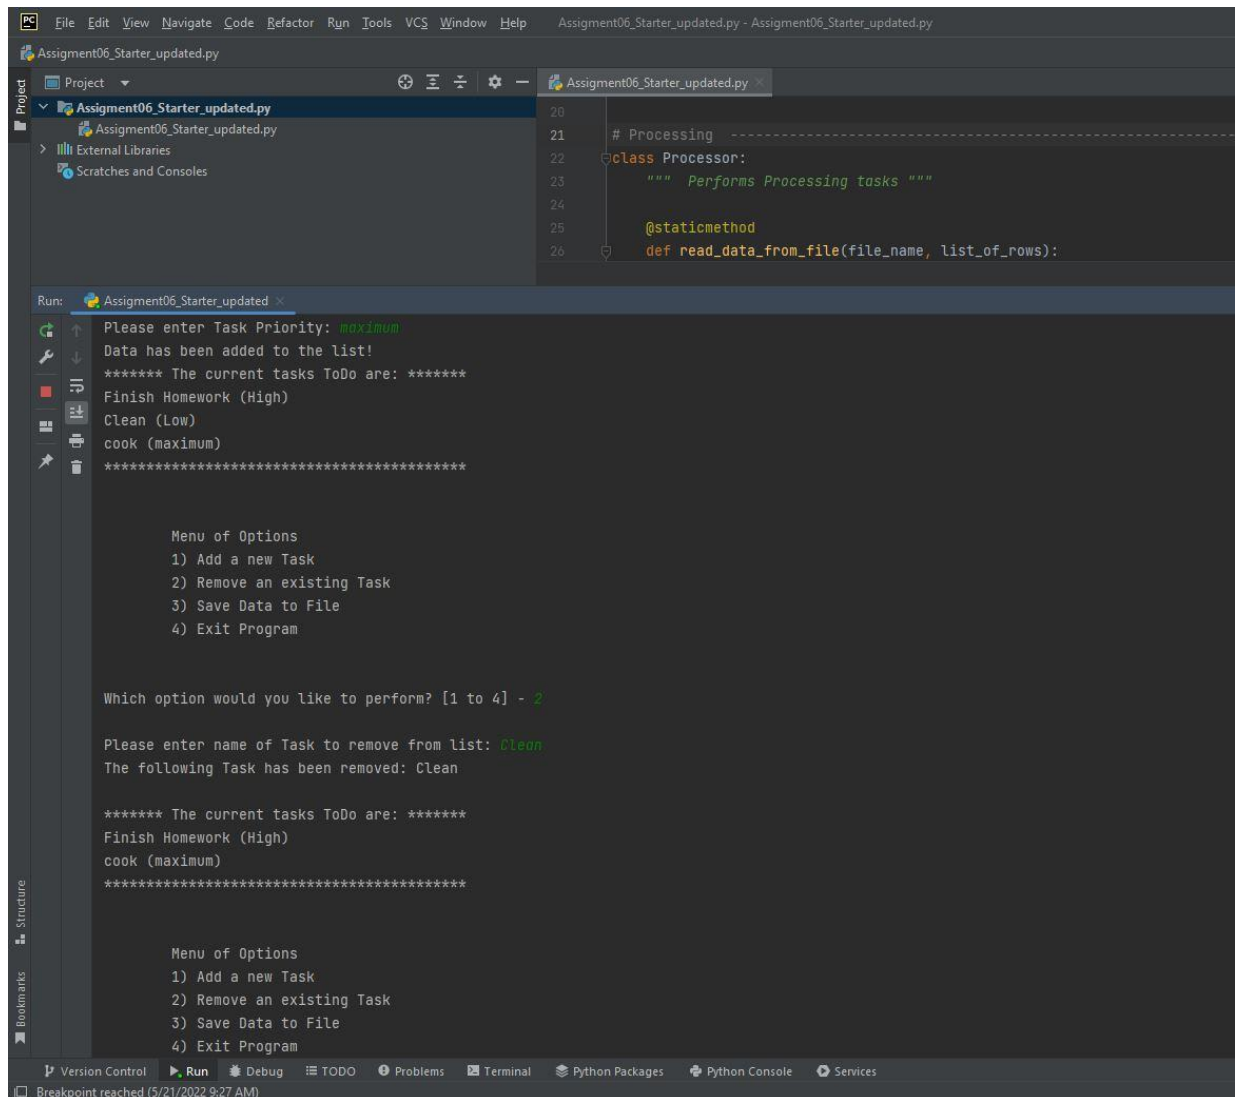 PC File Edit View Navigate Code Refactor Run Tools VCS Window Help Assigment06_Starter_updated.py - Assigment06_Starter_updated.py
Assigment06_Starter_updated.py
Project
Project
Assigment06_Starter_updated.py
Assigment06_Starter_updated.py
External Libraries
Scratches and Consoles
Assigment06_Starter_updated.py
20
21 # Processing --------------------------------------------------------------
22 class Processor:
23 """ Performs Processing tasks """
24
25 @staticmethod
26 def read_data_from_file(file_name, list_of_rows):
Run: Assigment06_Starter_updated
Please enter Task Priority: maximum
Data has been added to the list!
******* The current tasks ToDo are: *******
Finish Homework (High)
Clean (Low)
cook (maximum)
*******************************************
Menu of Options
1) Add a new Task
2) Remove an existing Task
3) Save Data to File
4) Exit Program
Which option would you like to perform? [1 to 4] - 2
Please enter name of Task to remove from list: Clean
The following Task has been removed: Clean
******* The current tasks ToDo are: *******
Finish Homework (High)
cook (maximum)
*******************************************
Menu of Options
1) Add a new Task
2) Remove an existing Task
3) Save Data to File
4) Exit Program
Structure
Bookmarks
Version Control Run Debug TODO Problems Terminal Python Packages Python Console Services
Breakpoint reached (5/21/2022 9:27 AM)